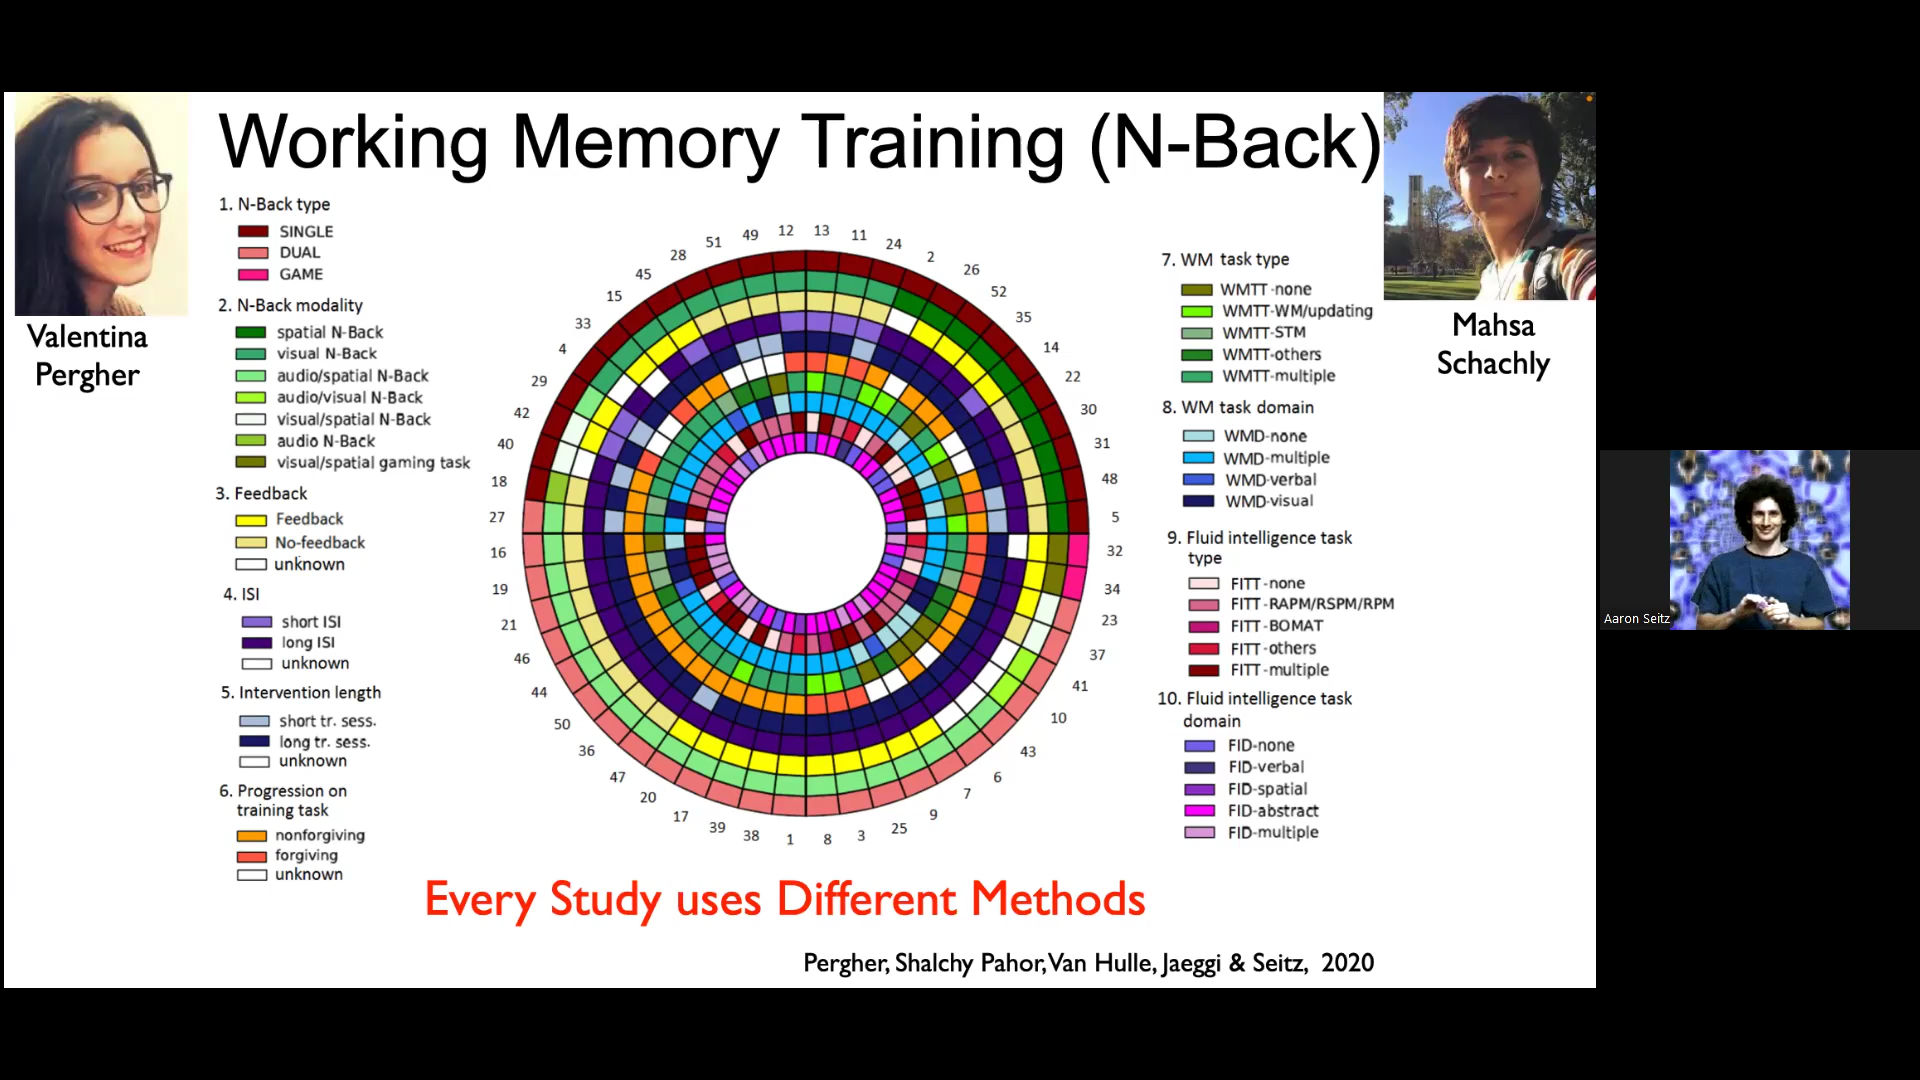 Working Memory Training (N-Back)
Valentina
Pergher
Mahsa
Schachly
1. N-Back type
SINGLE
DUAL
GAME
2. N-Back modality
spatial N-Back
visual N-Back
audio/spatial N-Back
audio/visual N-Back
visual/spatial N-Back
audio N-Back
visual/spatial gaming task
3. Feedback
Feedback
No-feedback
unknown
4. ISI
short ISI
long ISI
unknown
5. Intervention length
short tr. sess.
long tr. sess.
unknown
6. Progression on
training task
nonforgiving
forgiving
unknown
12
13
11
24
2
26
52
35
14
22
30
31
48
5
32
34
23
37
41
10
43
6
7
9
25
3
8
1
38
39
17
20
47
36
50
44
46
21
19
16
27
18
40
42
29
4
33
15
45
28
51
49
7. WM task type
WMTT-none
WMTT-WM/updating
WMTT-STM
WMTT-others
WMTT-multiple
8. WM task domain
WMD-none
WMD-multiple
WMD-verbal
WMD-visual
9. Fluid intelligence task
type
FITT-none
FITT-RAPM/RSPM/RPM
FITT-BOMAT
FITT-others
FITT-multiple
10. Fluid intelligence task
domain
FID-none
FID-verbal
FID-spatial
FID-abstract
FID-multiple
Every Study uses Different Methods
Pergher, Shalchy Pahor, Van Hulle, Jaeggi & Seitz, 2020
Aaron Seitz